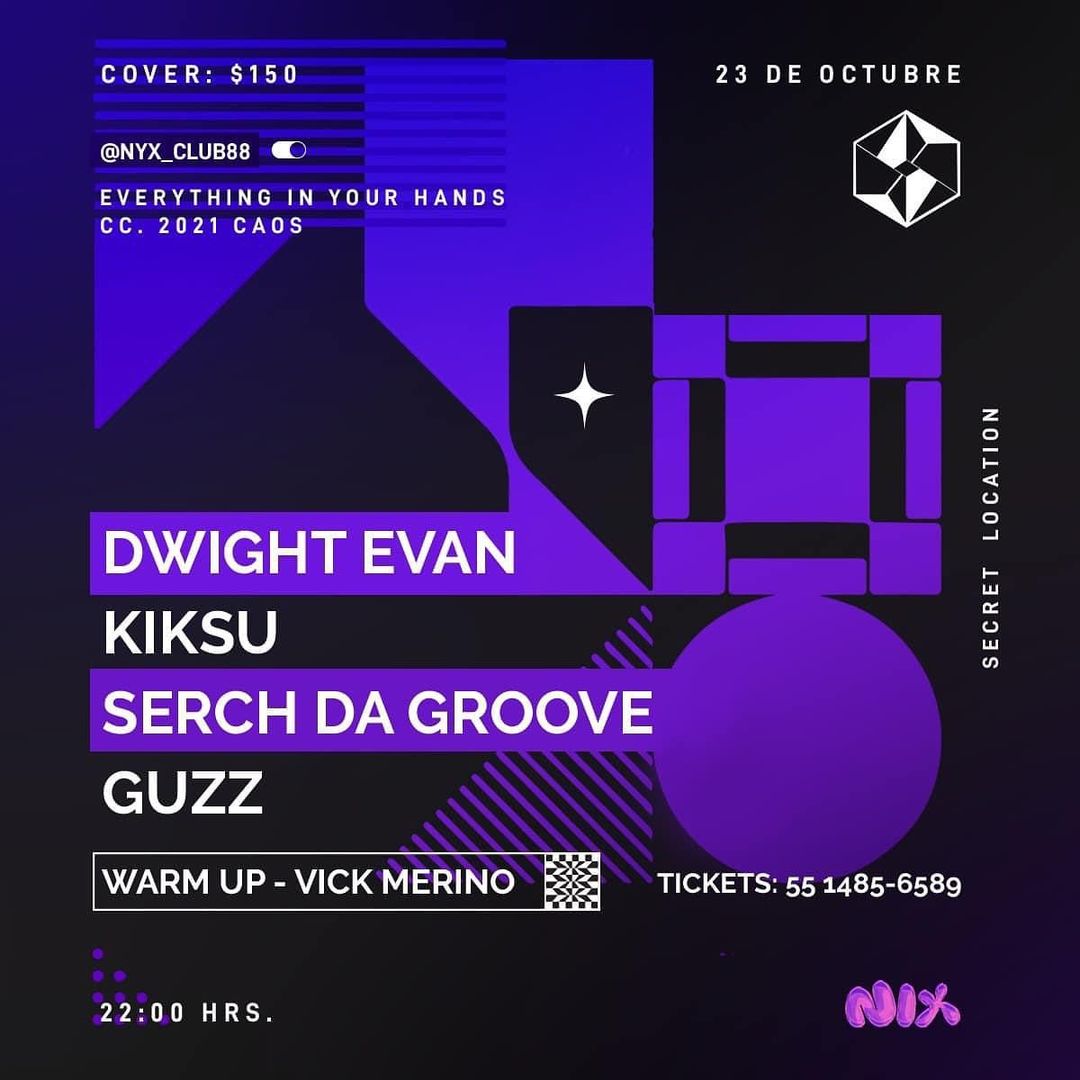 COVER: $150
23 DE OCTUBRE
@NYX_CLUB88
EVERYTHING IN YOUR HANDS
CC. 2021 CAOS
SECRET LOCATION
DWIGHT EVAN
KIKSU
SERCH DA GROOVE
GUZZ
WARM UP - VICK MERINO
TICKETS: 55 1485-6589
22:00 HRS.
NIX